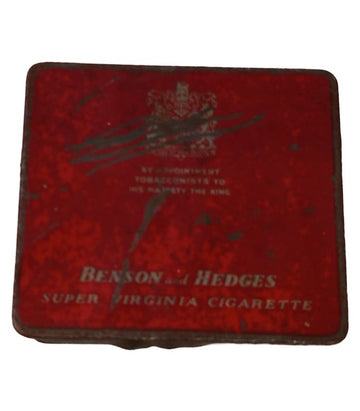 BY APPOINTMENT
TOBACCONISTS TO
HIS MAJESTY THE KING
BENSON and HEDGES
SUPER VIRGINIA CIGARETTE